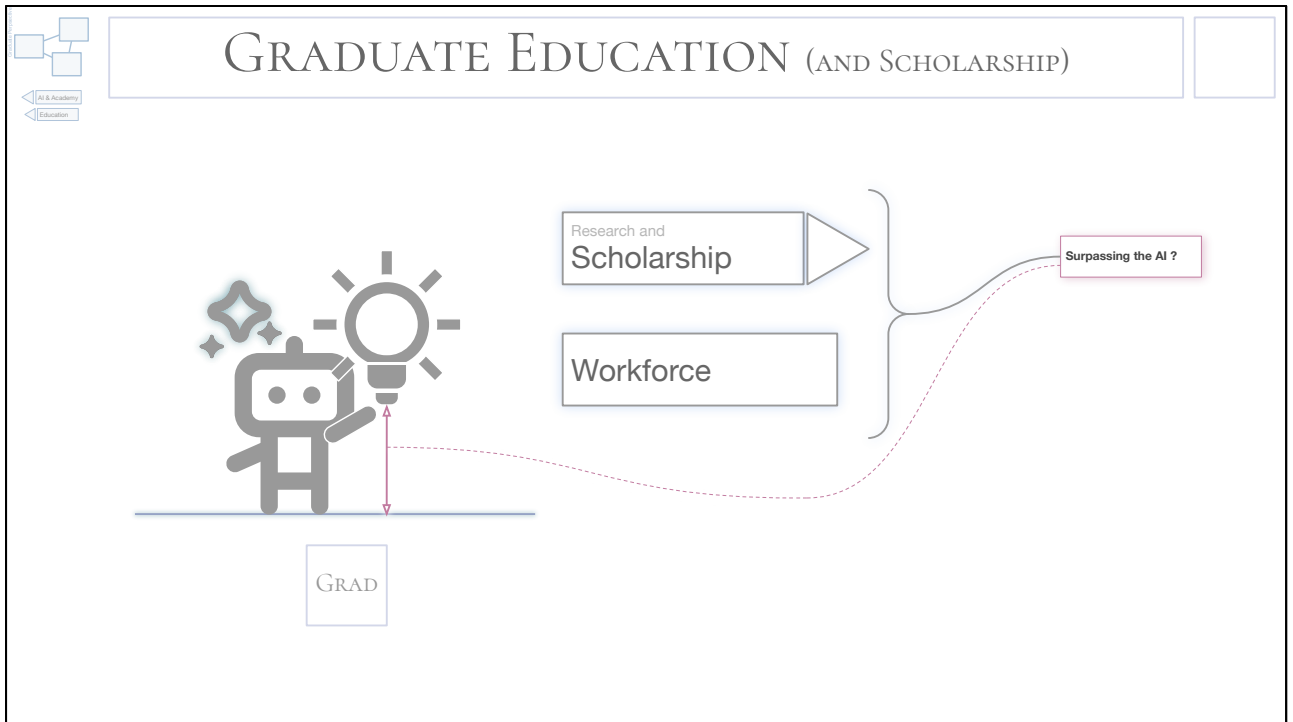 GRADUATE EDUCATION (AND SCHOLARSHIP)
AI & Academy
Education
Research and
Scholarship
Surpassing the AI ?
Workforce
GRAD